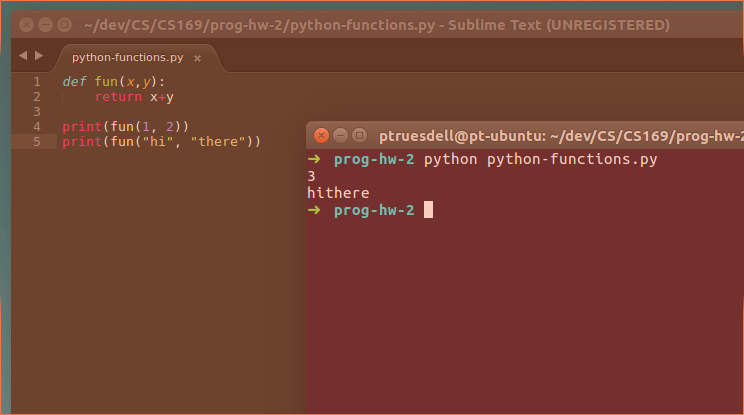 ~/dev/CS/CS169/prog-hw-2/python-functions.py - Sublime Text (UNREGISTERED)
python-functions.py ×
1 def fun(x,y):
2     return x+y
3
4 print(fun(1, 2))
5 print(fun("hi", "there"))
ptruesdell@pt-ubuntu: ~/dev/CS/CS169/prog-hw-2
➜ prog-hw-2 python python-functions.py
3
hithere
➜ prog-hw-2